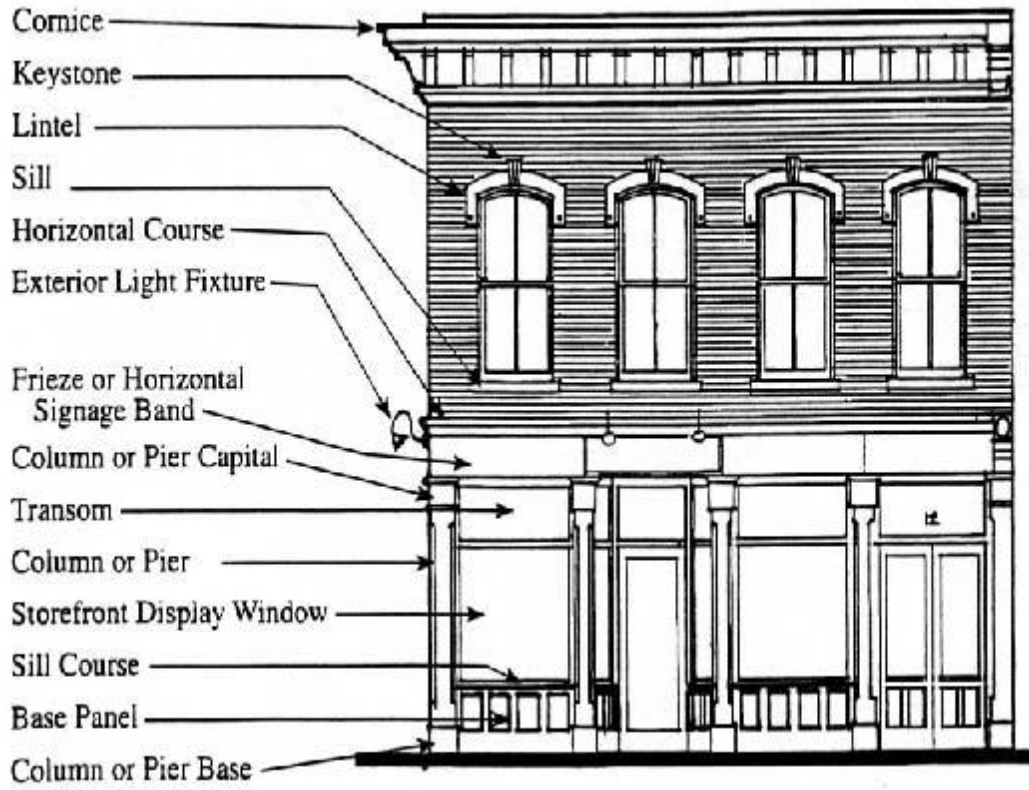 Cornice
Keystone
Lintel
Sill
Horizontal Course
Exterior Light Fixture
Frieze or Horizontal
Signage Band
Column or Pier Capital
Transom
Column or Pier
Storefront Display Window
Sill Course
Base Panel
Column or Pier Base